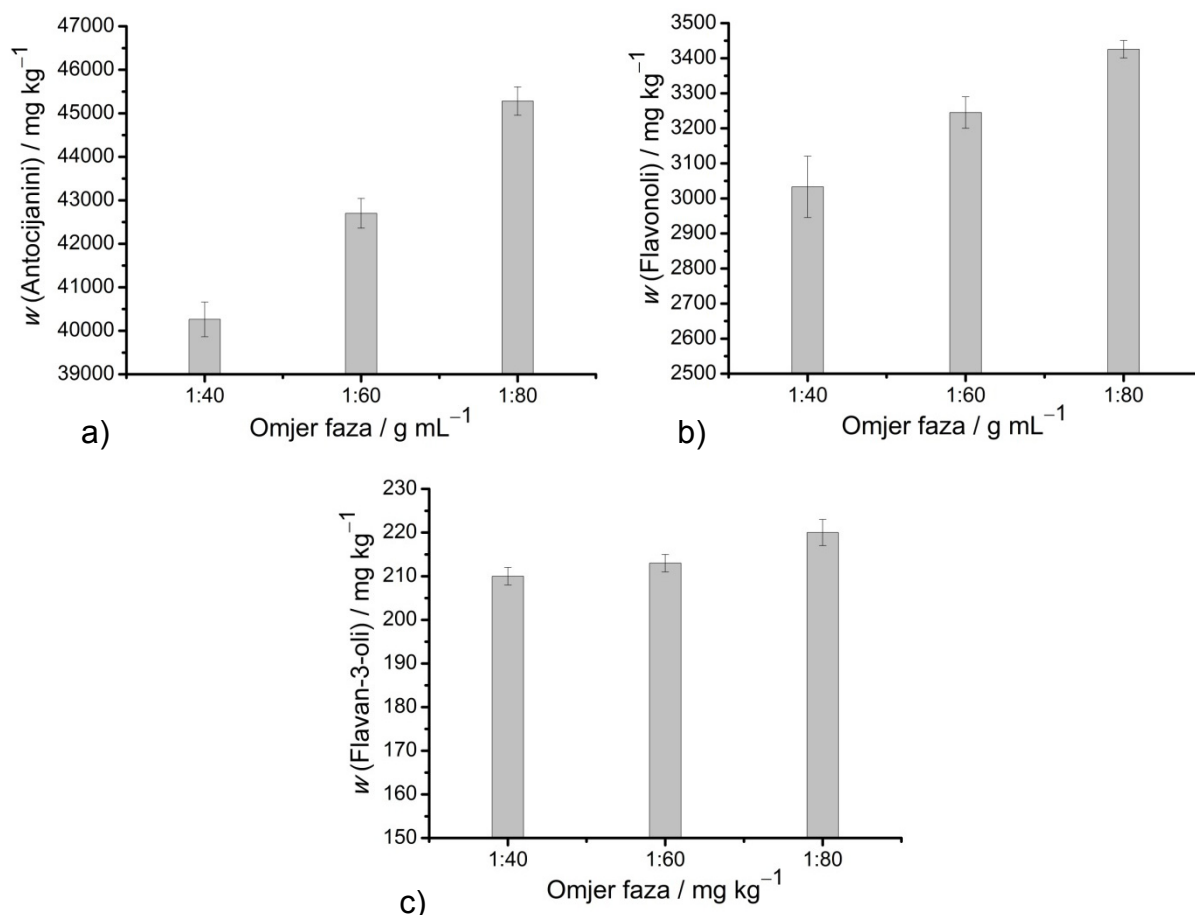 w (Antocijanini) / mg kg⁻¹
47000
46000
45000
44000
43000
42000
41000
40000
39000
1:40 1:60 1:80
Omjer faza / g mL⁻¹
a)
w (Flavonoli) / mg kg⁻¹
3500
3400
3300
3200
3100
3000
2900
2800
2700
2600
2500
1:40 1:60 1:80
Omjer faza / g mL⁻¹
b)
w (Flavan-3-oli) / mg kg⁻¹
230
220
210
200
190
180
170
160
150
1:40 1:60 1:80
Omjer faza / mg kg⁻¹
c)